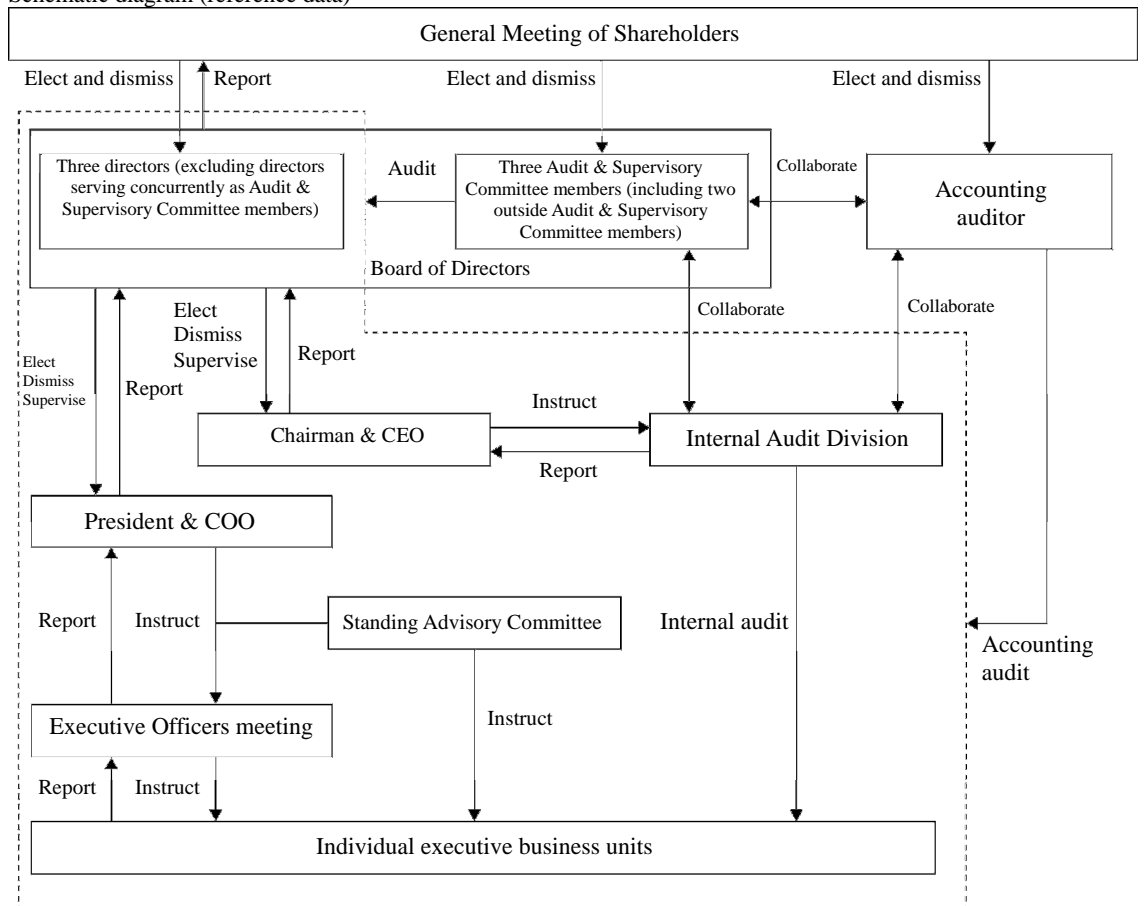 Schematic diagram (reference data)
General Meeting of Shareholders
Elect and dismiss
Report
Elect and dismiss
Elect and dismiss
Three directors (excluding directors
serving concurrently as Audit &
Supervisory Committee members)
Audit
Three Audit & Supervisory
Committee members (including two
outside Audit & Supervisory
Committee members)
Collaborate
Accounting
auditor
Board of Directors
Elect
Dismiss
Supervise
Report
Elect
Dismiss
Supervise
Report
Collaborate
Collaborate
Chairman & CEO
Instruct
Report
Internal Audit Division
President & COO
Report
Instruct
Standing Advisory Committee
Internal audit
Accounting
audit
Executive Officers meeting
Instruct
Report
Instruct
Individual executive business units